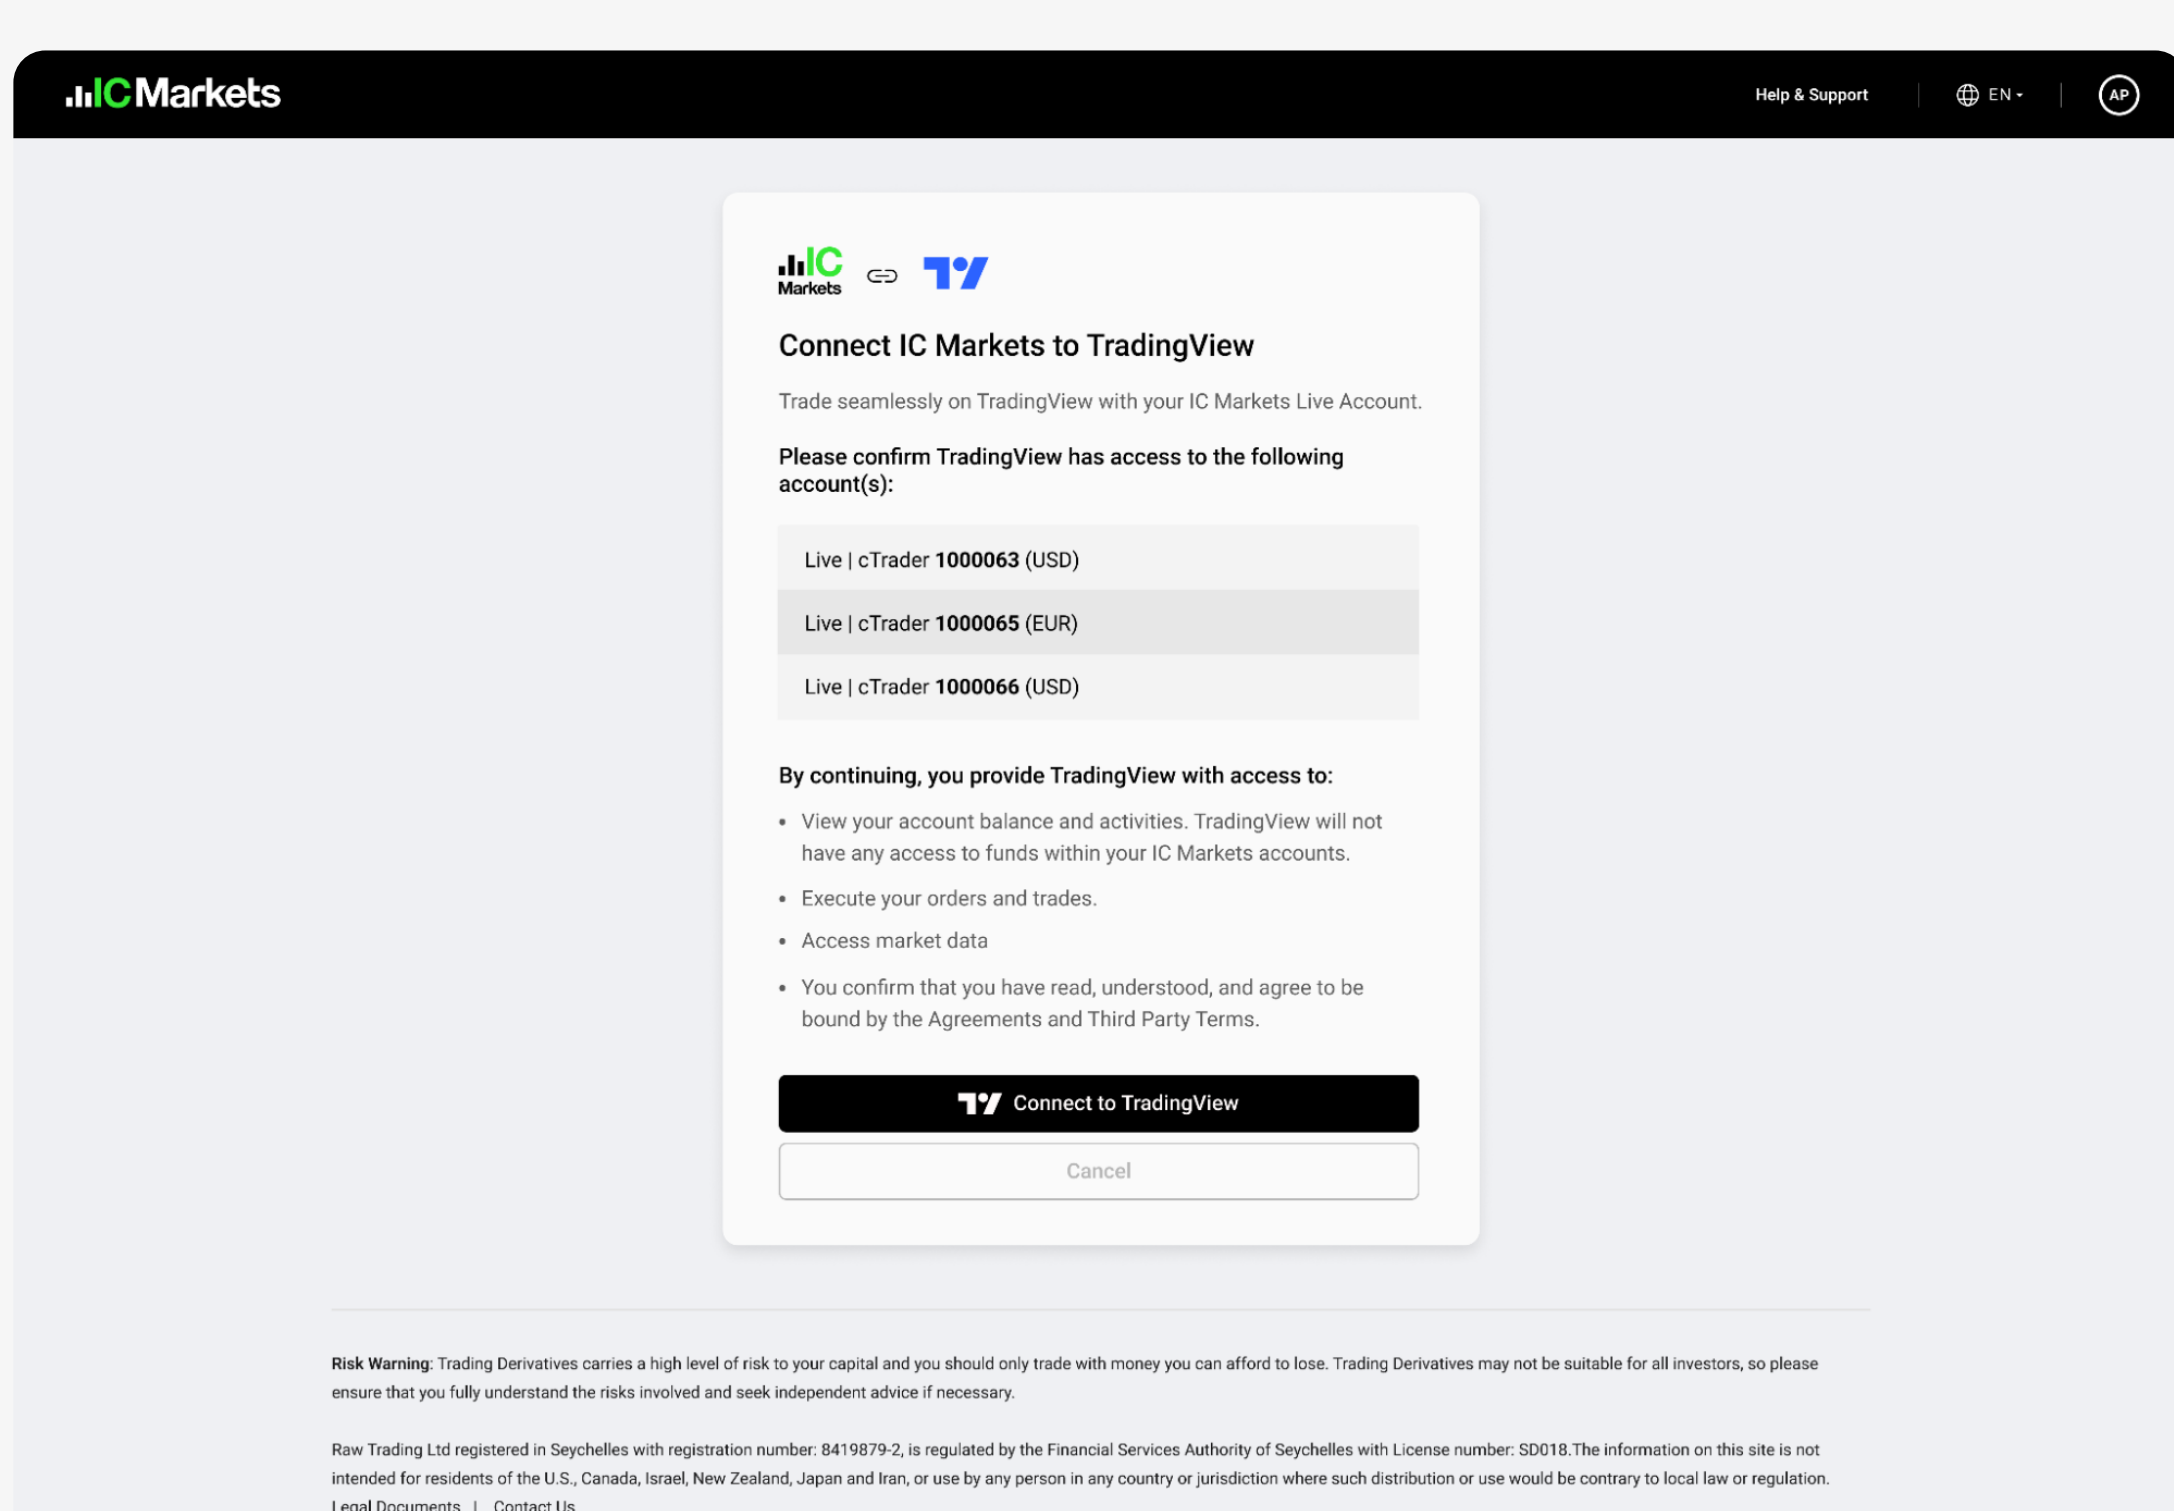 IC Markets
Help & Support
EN
AP
IC
Markets
Connect IC Markets to TradingView
Trade seamlessly on TradingView with your IC Markets Live Account.
Please confirm TradingView has access to the following
account(s):
Live | cTrader 1000063 (USD)
Live | cTrader 1000065 (EUR)
Live | cTrader 1000066 (USD)
By continuing, you provide TradingView with access to:
• View your account balance and activities. TradingView will not
have any access to funds within your IC Markets accounts.
• Execute your orders and trades.
• Access market data
• You confirm that you have read, understood, and agree to be
bound by the Agreements and Third Party Terms.
Connect to TradingView
Cancel
Risk Warning: Trading Derivatives carries a high level of risk to your capital and you should only trade with money you can afford to lose. Trading Derivatives may not be suitable for all investors, so please
ensure that you fully understand the risks involved and seek independent advice if necessary.
Raw Trading Ltd registered in Seychelles with registration number: 8419879-2, is regulated by the Financial Services Authority of Seychelles with License number: SD018.The information on this site is not
intended for residents of the U.S., Canada, Israel, New Zealand, Japan and Iran, or use by any person in any country or jurisdiction where such distribution or use would be contrary to local law or regulation.
Legal Documents | Contact Us